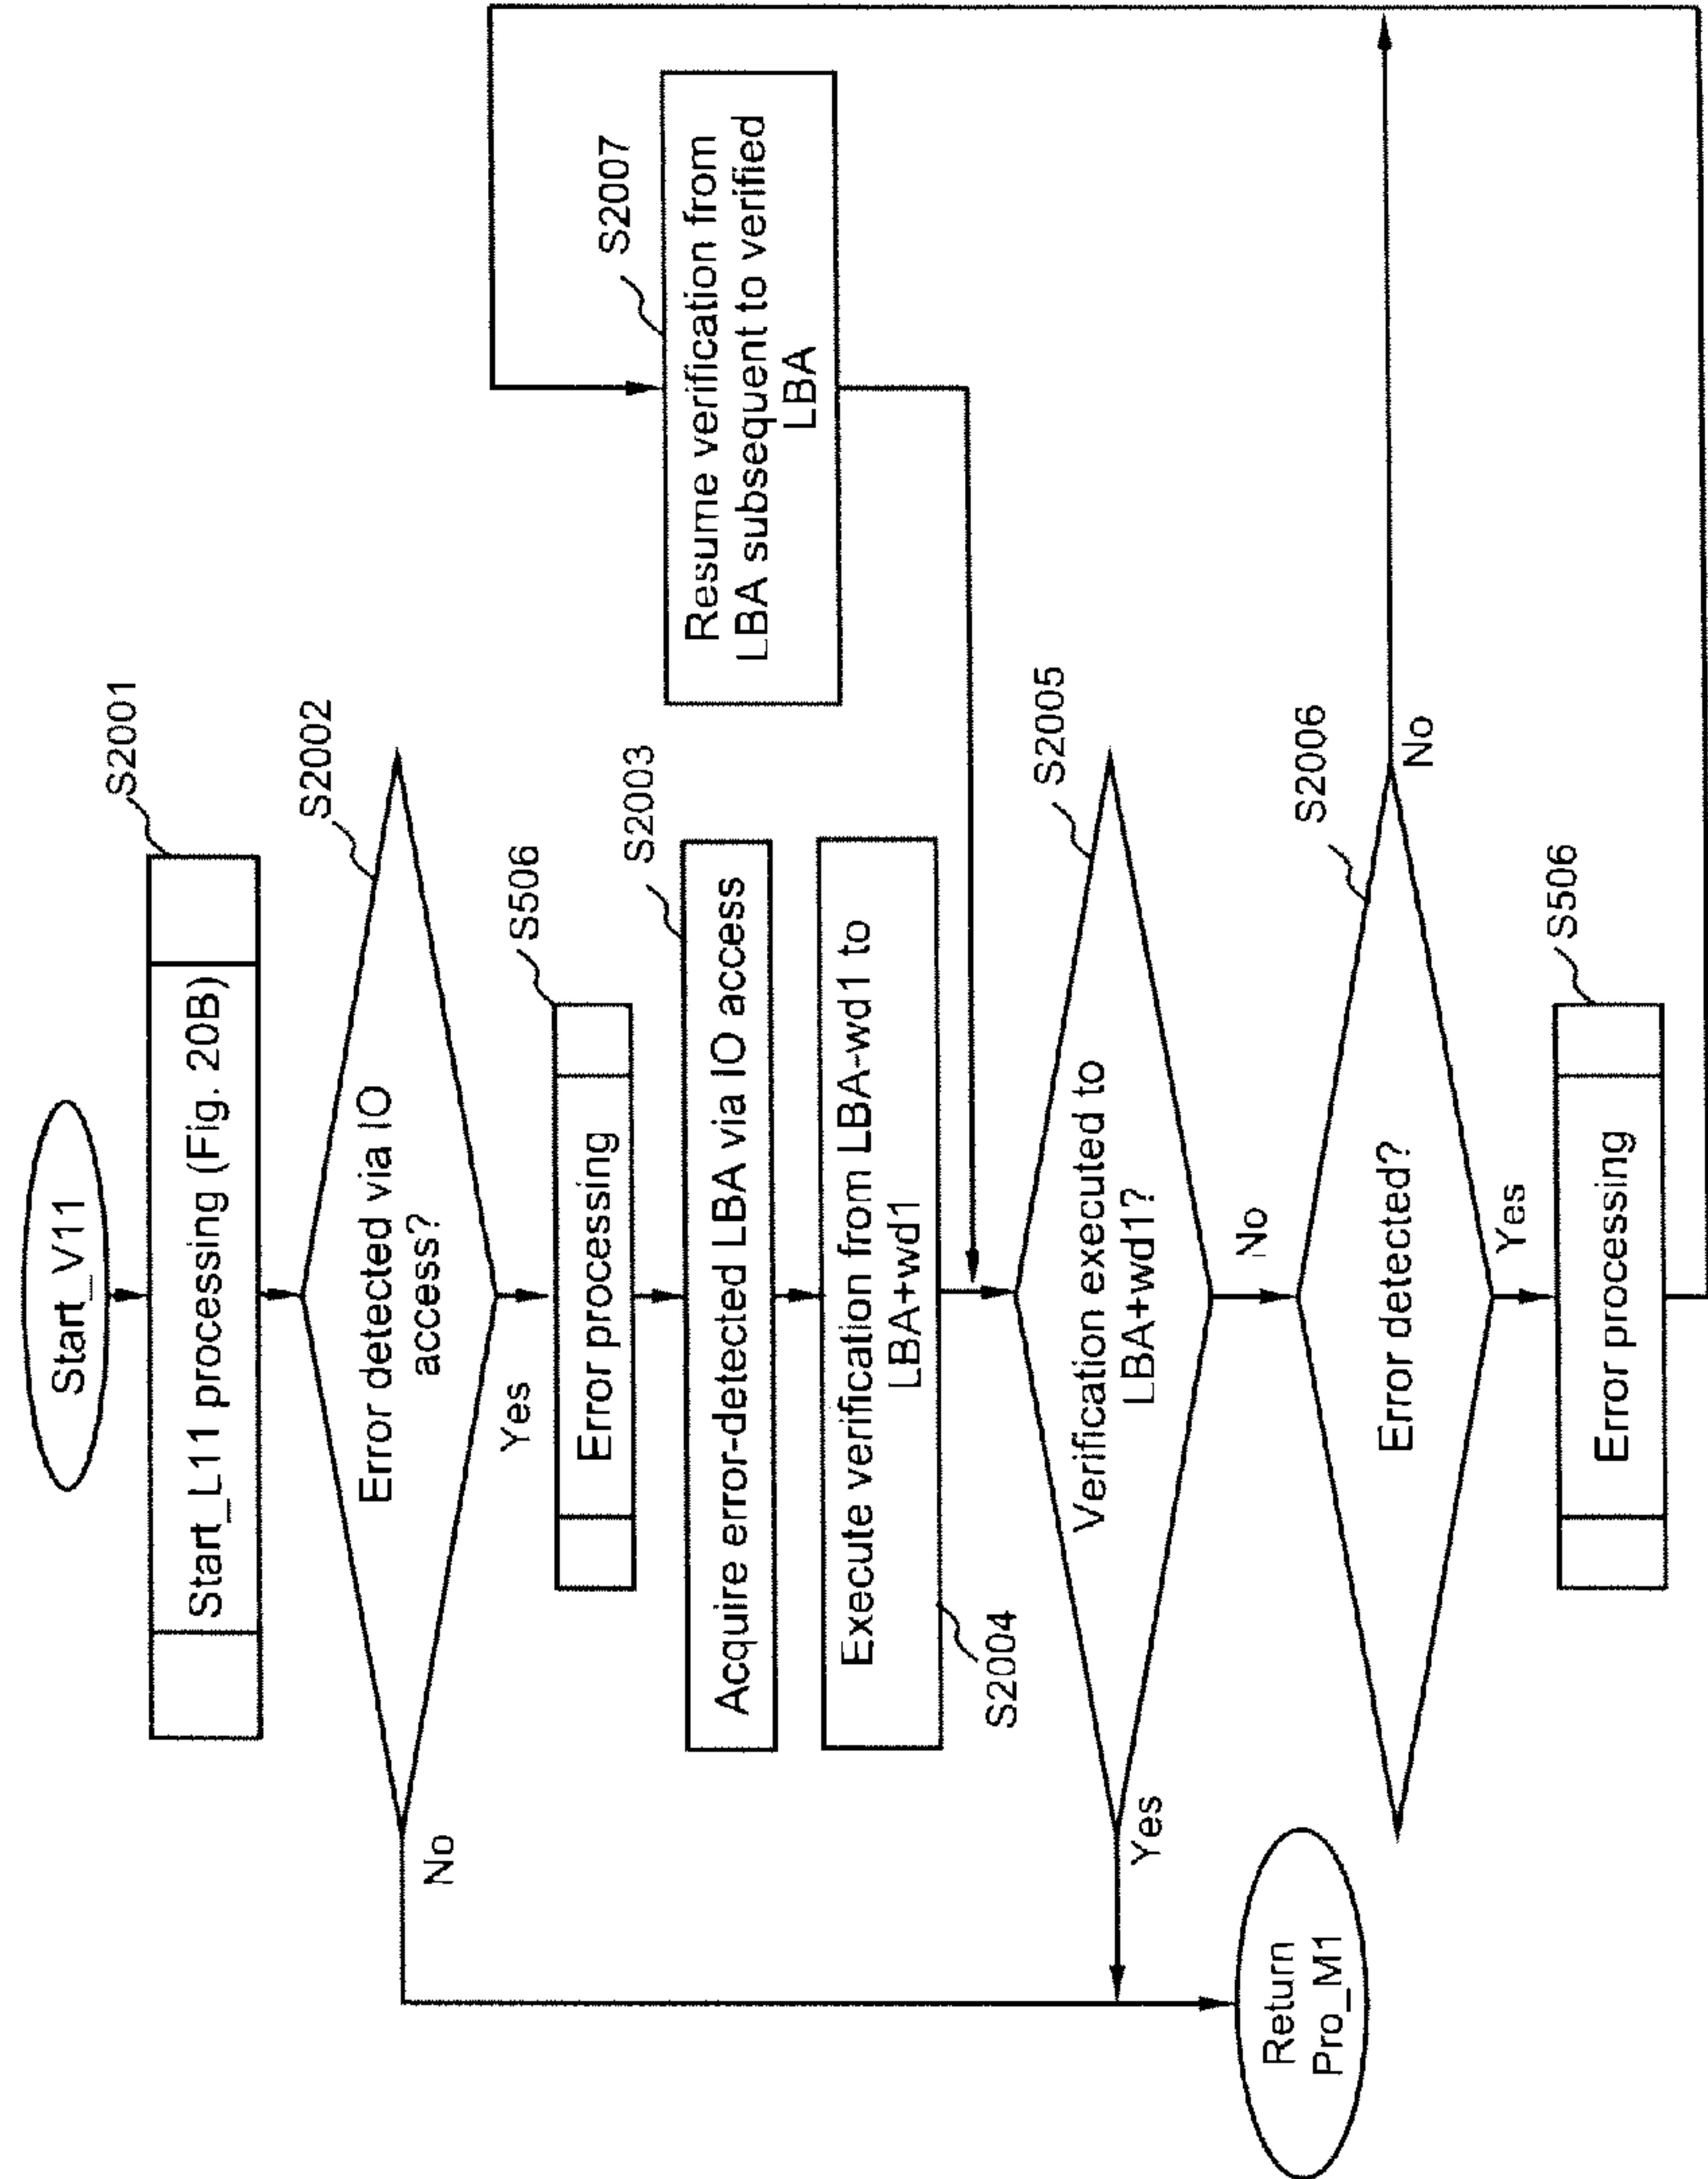 Start_V11
S2001
Start_L11 processing (Fig. 20B)
S2002
Error detected via IO
access?
No
Yes
S506
Error processing
S2003
Acquire error-detected LBA via IO access
Execute verification from LBA-wd1 to
LBA+wd1
S2004
S2007
Resume verification from
LBA subsequent to verified
LBA
S2005
Verification executed to
LBA+wd1?
Yes
No
S2006
Error detected?
No
Yes
S506
Error processing
Return
Pro_M1